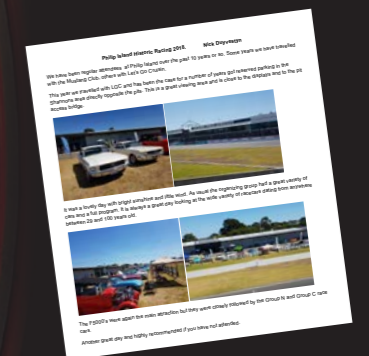 Philip Island Historic Racing 2018. Nick Dayveson
We have been regular attendees at Philip Island over the past 10 years or so. Some years we have travelled
with the Mustang Club, others with Let's Go Cruisin.
This year we travelled with LGC and has been the case for a number of years got reserved parking in the
Shannons area directly opposite the pits. This is a great viewing area and is close to the displays and to the pit
access bridge.
It was a lovely day with bright sunshine and little wind. As usual the organizing group had a great variety of
cars and a full program. It is always a great day looking at the wide variety of racecars dating from anywhere
between 20 and 100 years old.
The F5000's were again the main attraction but they were closely followed by the Group N and Group C race
cars.
Another great day and highly recommended if you have not attended.